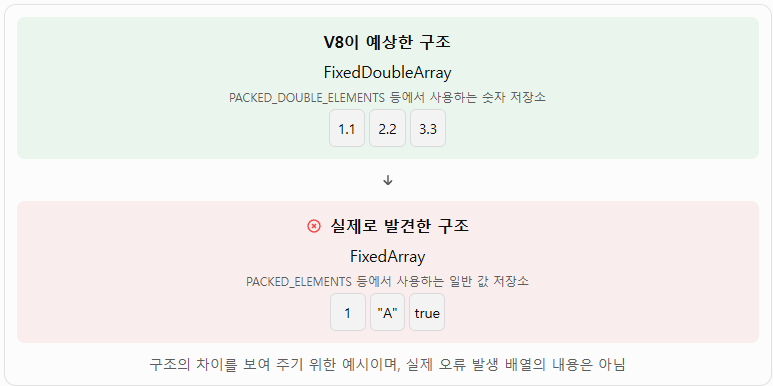 V8이 예상한 구조
FixedDoubleArray
PACKED_DOUBLE_ELEMENTS 등에서 사용하는 숫자 저장소
1.1 2.2 3.3
↓
실제로 발견한 구조
FixedArray
PACKED_ELEMENTS 등에서 사용하는 일반 값 저장소
1 "A" true
구조의 차이를 보여 주기 위한 예시이며, 실제 오류 발생 배열의 내용은 아님